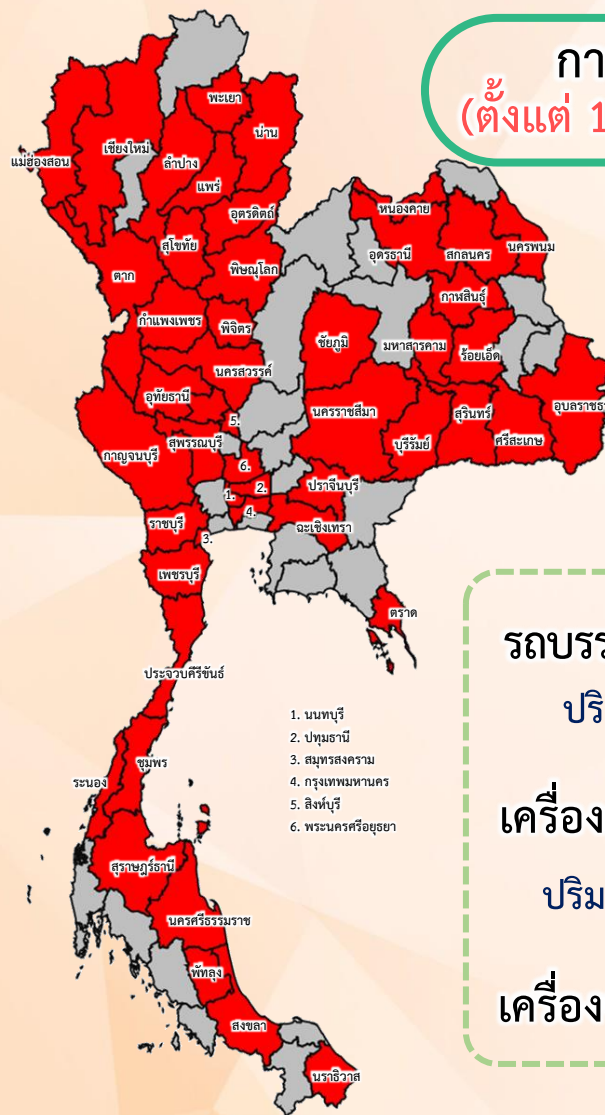 กา
(ตั้งแต่ 1
พะเยา
น่าน
เชียงใหม่
แม่ฮ่องสอน
ลำปาง
แพร่
อุตรดิตถ์
หนองคาย
สุโขทัย
อุดรธานี
สกลนคร
นครพนม
ตาก
พิษณุโลก
กาฬสินธุ์
กำแพงเพชร
พิจิตร
ชัยภูมิ
มหาสารคาม
ร้อยเอ็ด
นครสวรรค์
อุทัยธานี
นครราชสีมา
สุรินทร์
อุบลราชธา
5.
สุพรรณบุรี
บุรีรัมย์
ศรีสะเกษ
กาญจนบุรี
6.
ปราจีนบุรี
2.
1.
4.
ราชบุรี
ฉะเชิงเทรา
3.
เพชรบุรี
ตราด
ประจวบคีรีขันธ์
รถบรร
ปริ
1. นนทบุรี
2. ปทุมธานี
3. สมุทรสงคราม
4. กรุงเทพมหานคร
5. สิงห์บุรี
6. พระนครศรีอยุธยา
ชุมพร
ระนอง
เครื่อง
สุราษฎร์ธานี
ปริม
นครศรีธรรมราช
พัทลุง
เครื่อง
สงขลา
นราธิวาส